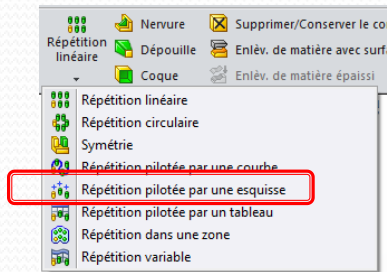 Répétition linéaire
Nervure
Supprimer/Conserver le
Dépouille
Enlèv. de matière avec
Coque
Enlèv. de matière épaissi
Répétition linéaire
Répétition circulaire
Symétrie
Répétition pilotée par une courbe
Répétition pilotée par une esquisse
Répétition pilotée par un tableau
Répétition dans une zone
Répétition variable